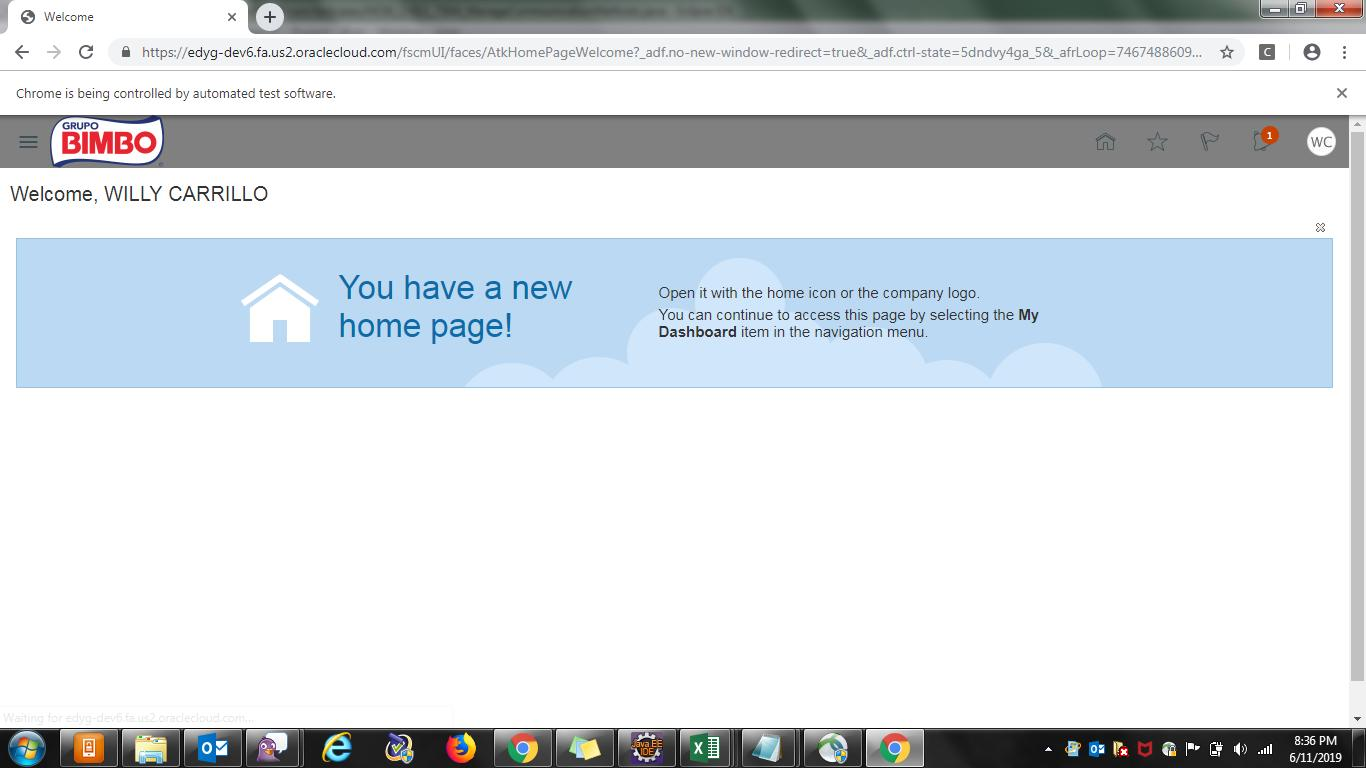 Welcome
https://edyg-dev6.fa.us2.oraclecloud.com/fscmUI/faces/AtkHomePageWelcome?_adf.no-new-window-redirect=true&_adf.ctrl-state=5dndvy4ga_5&_afrLoop=7467488609...
C
Chrome is being controlled by automated test software.
GRUPO
BIMBO
1
WC
Welcome, WILLY CARRILLO
You have a new
home page!
Open it with the home icon or the company logo.
You can continue to access this page by selecting the My
Dashboard item in the navigation menu.
Waiting for edyg-dev6.fa.us2.oraclecloud.com...
Java EE
IDE
8:36 PM
6/11/2019